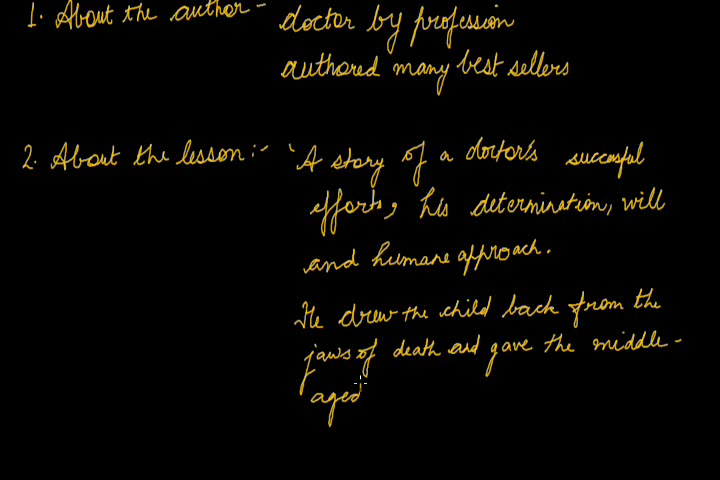 1. About the author - doctor by profession
authored many best sellers
2. About the lesson :- 'A story of a doctor's succesful
efforts, his determination, will
and humane approach.
He drew the child back from the
jaws of death and gave the middle-
aged